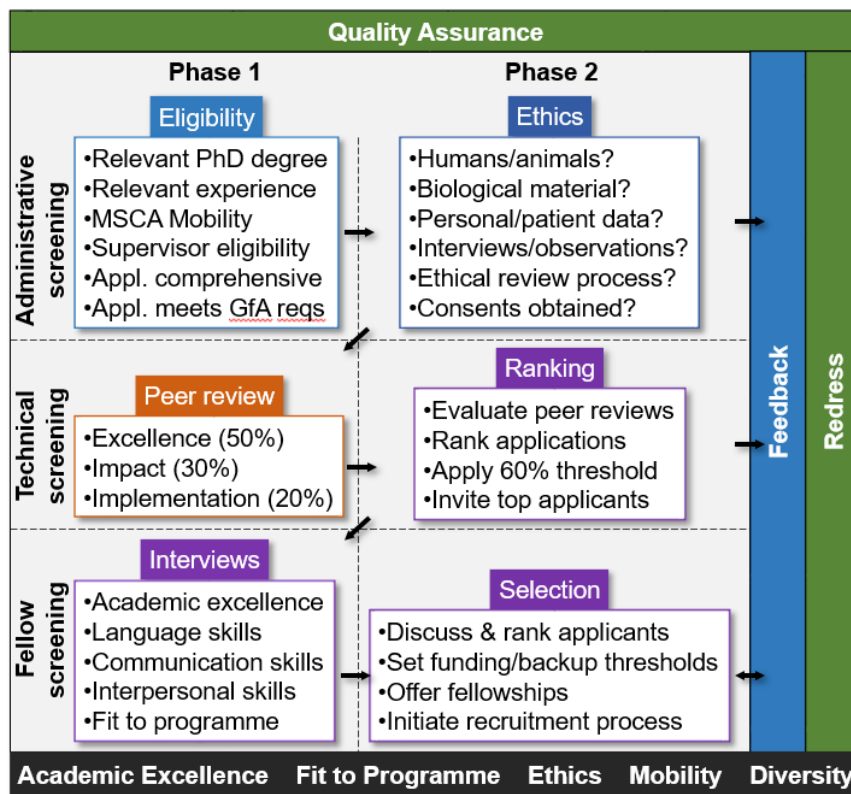 Quality Assurance
Phase 1
Phase 2
Administrative
screening
Eligibility
•Relevant PhD degree
•Relevant experience
•MSCA Mobility
•Supervisor eligibility
•Appl. comprehensive
•Appl. meets GfA reqs
Ethics
•Humans/animals?
•Biological material?
•Personal/patient data?
•Interviews/observations?
•Ethical review process?
•Consents obtained?
Technical
screening
Peer review
•Excellence (50%)
•Impact (30%)
•Implementation (20%)
Ranking
•Evaluate peer reviews
•Rank applications
•Apply 60% threshold
•Invite top applicants
Fellow
screening
Interviews
•Academic excellence
•Language skills
•Communication skills
•Interpersonal skills
•Fit to programme
Selection
•Discuss & rank applicants
•Set funding/backup thresholds
•Offer fellowships
•Initiate recruitment process
Feedback
Redress
Academic Excellence Fit to Programme Ethics Mobility Diversity